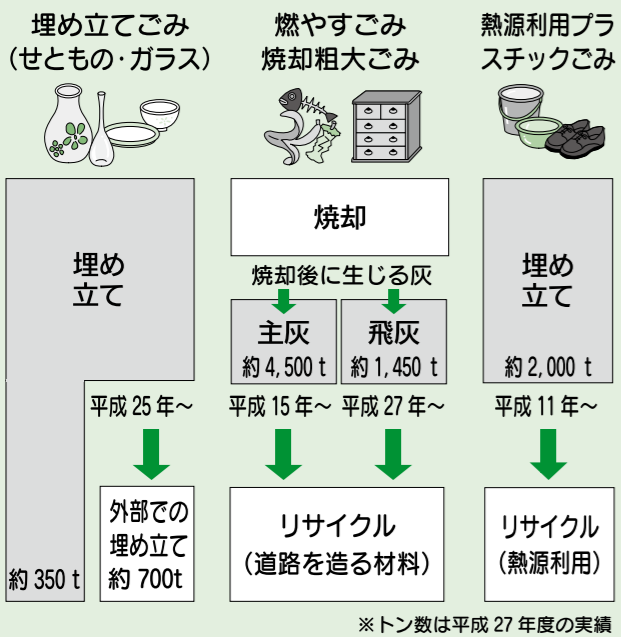 埋め立てごみ
(せともの・ガラス)
燃やすごみ
焼却粗大ごみ
熱源利用プラ
スチックごみ
埋め
立て
平成 25 年～
外部での
埋め立て
約 700t
約 350 t
焼却
焼却後に生じる灰
主灰
約 4,500 t
飛灰
約 1,450 t
平成 15 年～
平成 27 年～
リサイクル
(道路を造る材料)
埋め
立て
約 2,000 t
平成 11 年～
リサイクル
(熱源利用)
※トン数は平成 27 年度の実績